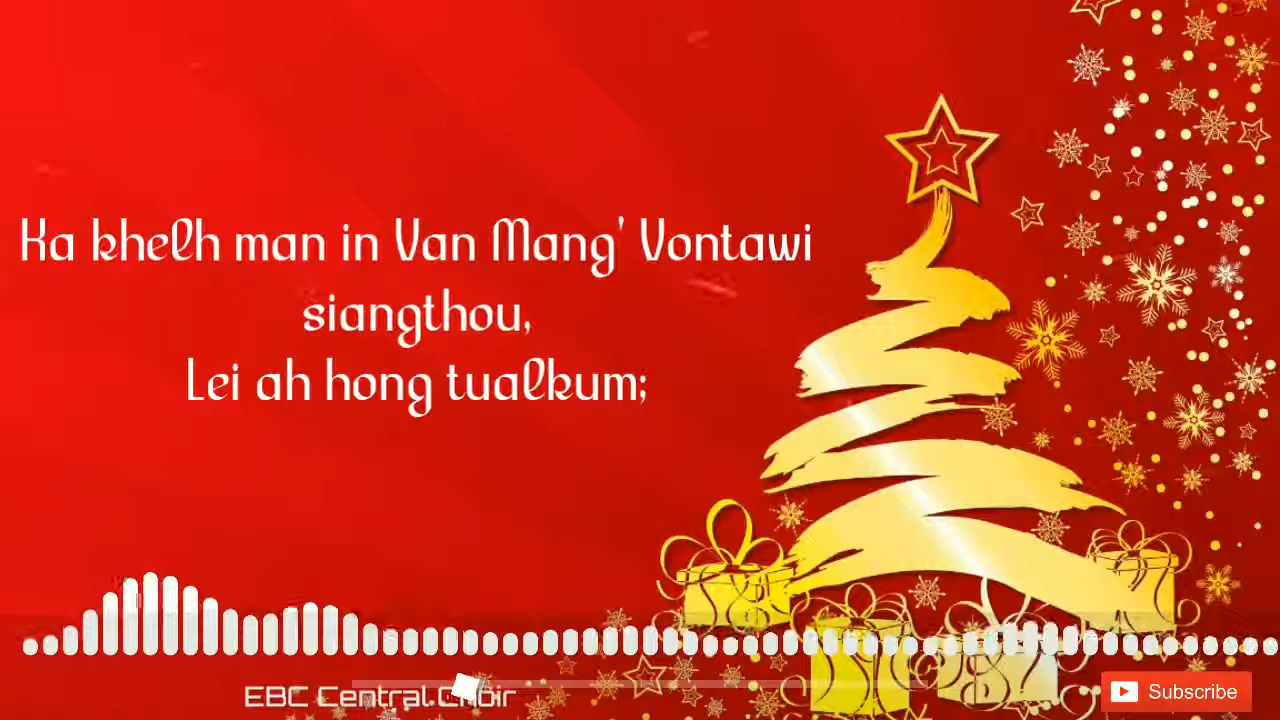 Ka khelh man in Van Mang' Vontawi
siangthou,
Lei ah hong tualkum;
EBC Central Choir
Subscribe